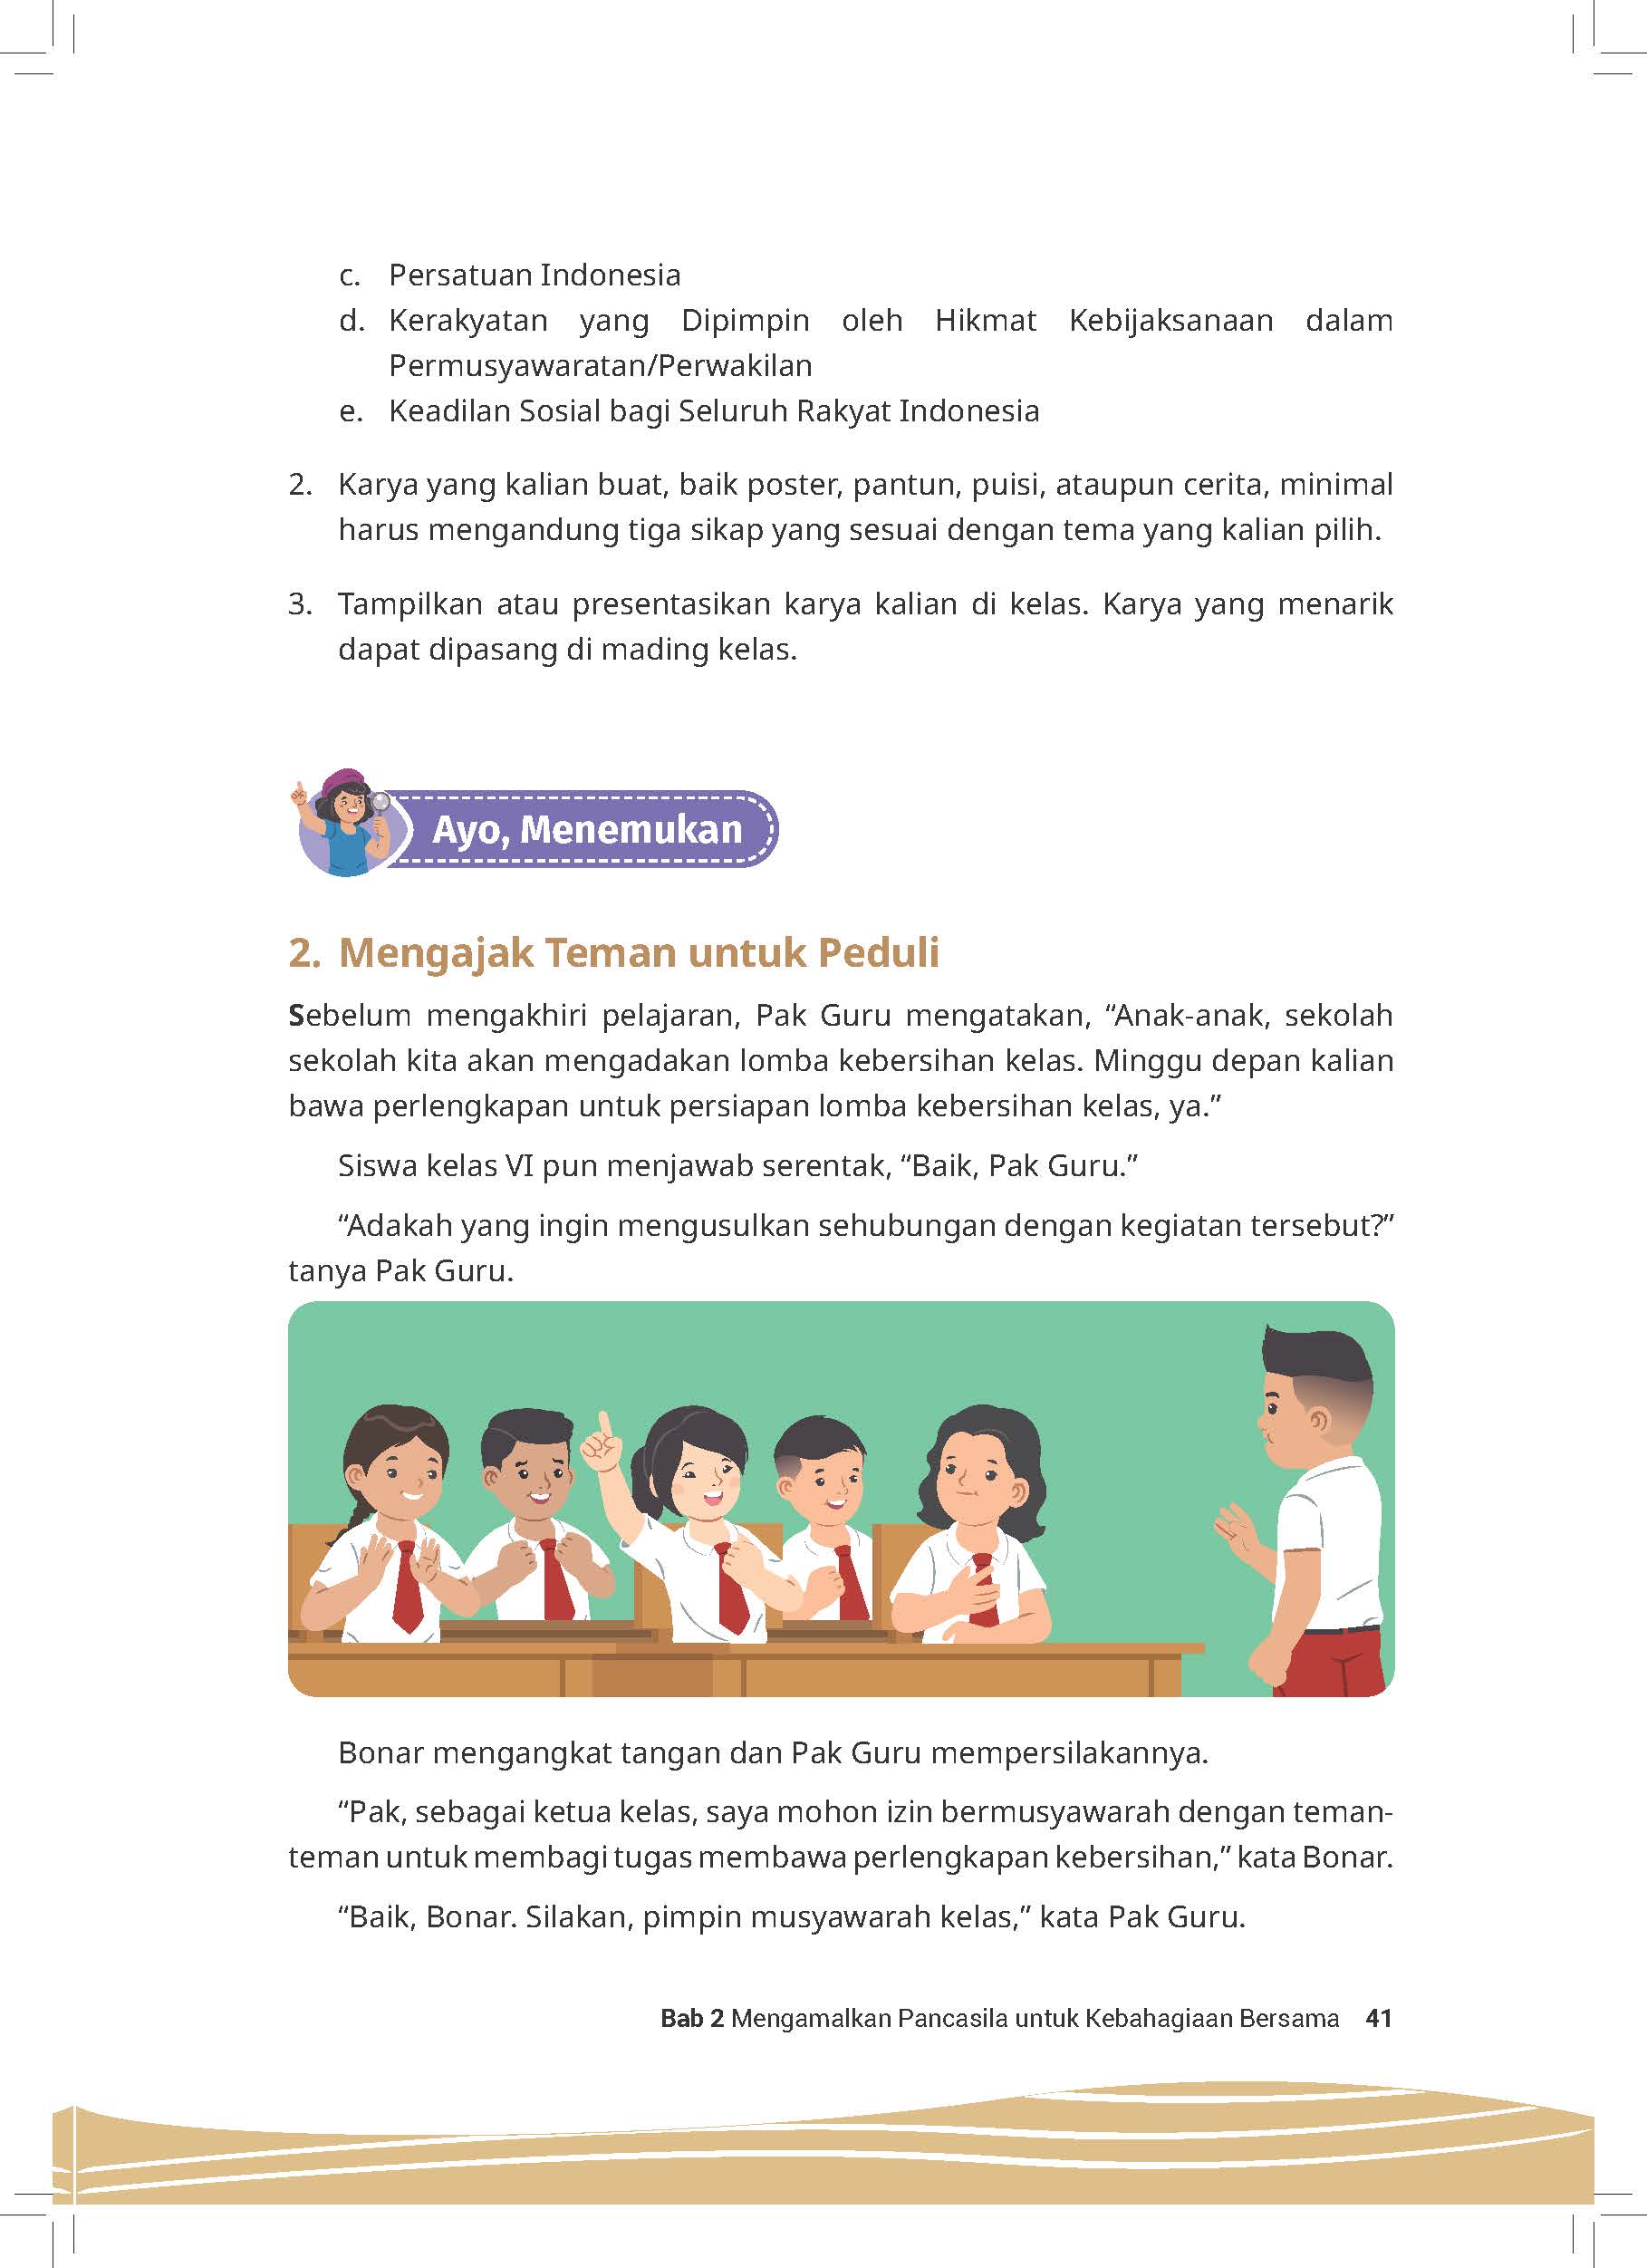 c. Persatuan Indonesia
d. Kerakyatan yang Dipimpin oleh Hikmat Kebijaksanaan dalam
Permusyawaratan/Perwakilan
e. Keadilan Sosial bagi Seluruh Rakyat Indonesia
2. Karya yang kalian buat, baik poster, pantun, puisi, ataupun cerita, minimal
harus mengandung tiga sikap yang sesuai dengan tema yang kalian pilih.
3. Tampilkan atau presentasikan karya kalian di kelas. Karya yang menarik
dapat dipasang di mading kelas.
Ayo, Menemukan
2. Mengajak Teman untuk Peduli
Sebelum mengakhiri pelajaran, Pak Guru mengatakan, “Anak-anak, sekolah
sekolah kita akan mengadakan lomba kebersihan kelas. Minggu depan kalian
bawa perlengkapan untuk persiapan lomba kebersihan kelas, ya.”
Siswa kelas VI pun menjawab serentak, “Baik, Pak Guru.”
“Adakah yang ingin mengusulkan sehubungan dengan kegiatan tersebut?”
tanya Pak Guru.
Bonar mengangkat tangan dan Pak Guru mempersilakannya.
“Pak, sebagai ketua kelas, saya mohon izin bermusyawarah dengan teman-
teman untuk membagi tugas membawa perlengkapan kebersihan,” kata Bonar.
“Baik, Bonar. Silakan, pimpin musyawarah kelas,” kata Pak Guru.
Bab 2 Mengamalkan Pancasila untuk Kebahagiaan Bersama 41